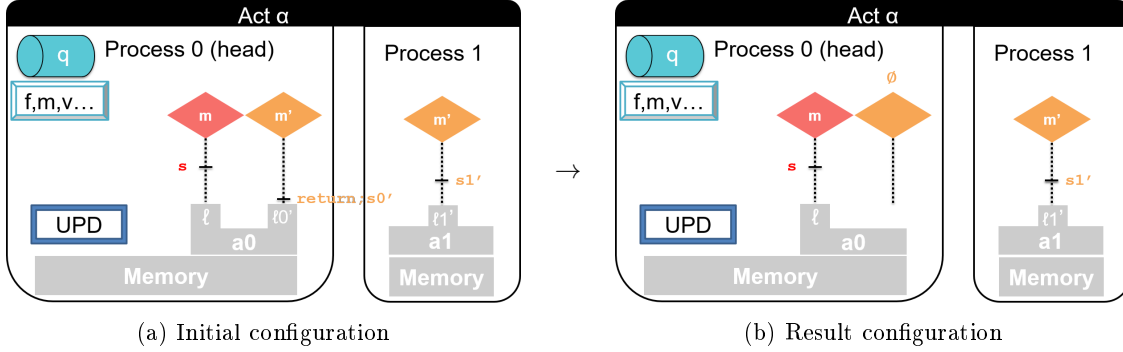 Act α
q
Process 0 (head)
f,m,v...
m
m'
s
return;s0'
UPD
ℓ
ℓ0'
a0
Memory
Process 1
m'
s1'
ℓ1'
a1
Memory
→
Act α
q
Process 0 (head)
∅
f,m,v...
m
s
UPD
ℓ
a0
Memory
Process 1
m'
s1'
ℓ1'
a1
Memory
(a) Initial configuration
(b) Result configuration